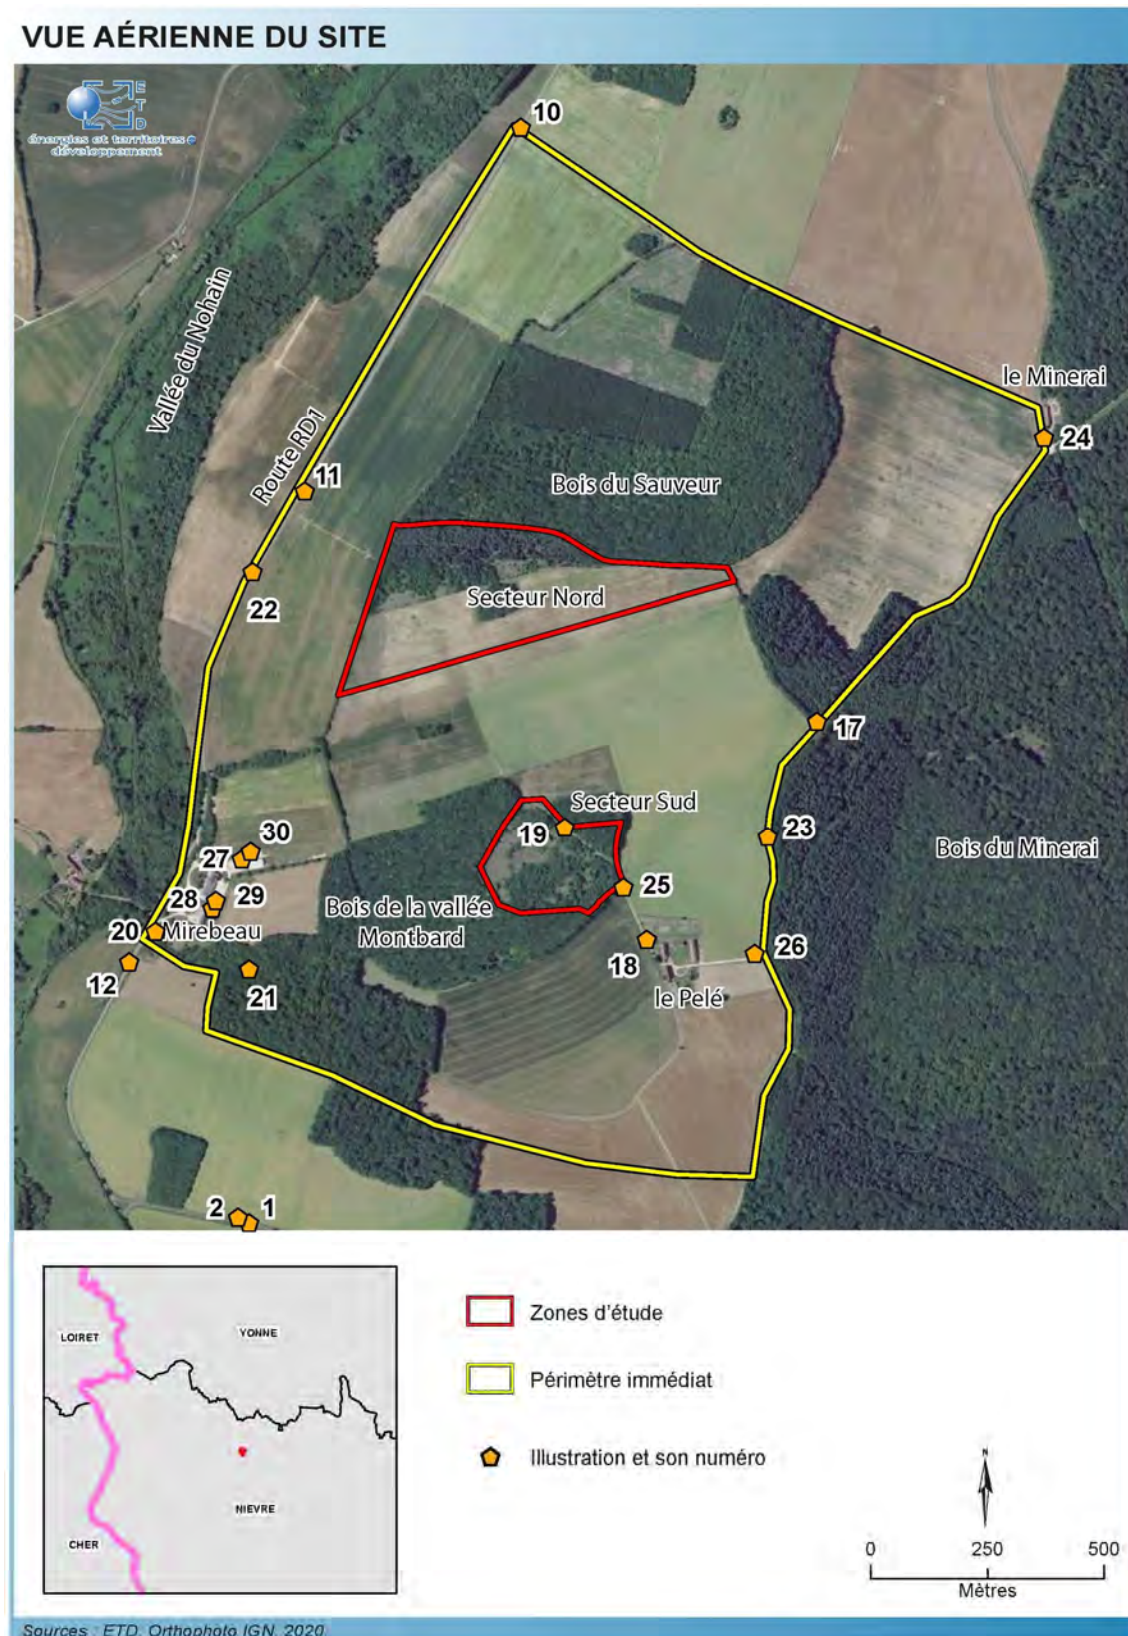 VUE AÉRIENNE DU SITE
E
T
D
énergies et territoires
développement
10
Vallée du Nohain
le Minerai
24
Route RD1
11
Bois du Sauveur
22
Secteur Nord
17
Secteur Sud
19
23
30
27
Bois du Minerai
28
29
25
Bois de la vallée
Montbard
20
Mirebeau
12
21
18
26
le Pelé
2
1
LOIRET
YONNE
NIEVRE
CHER
Zones d'étude
Périmètre immédiat
Illustration et son numéro
N
0
250
500
Mètres
Sources : ETD, Orthophoto IGN, 2020.